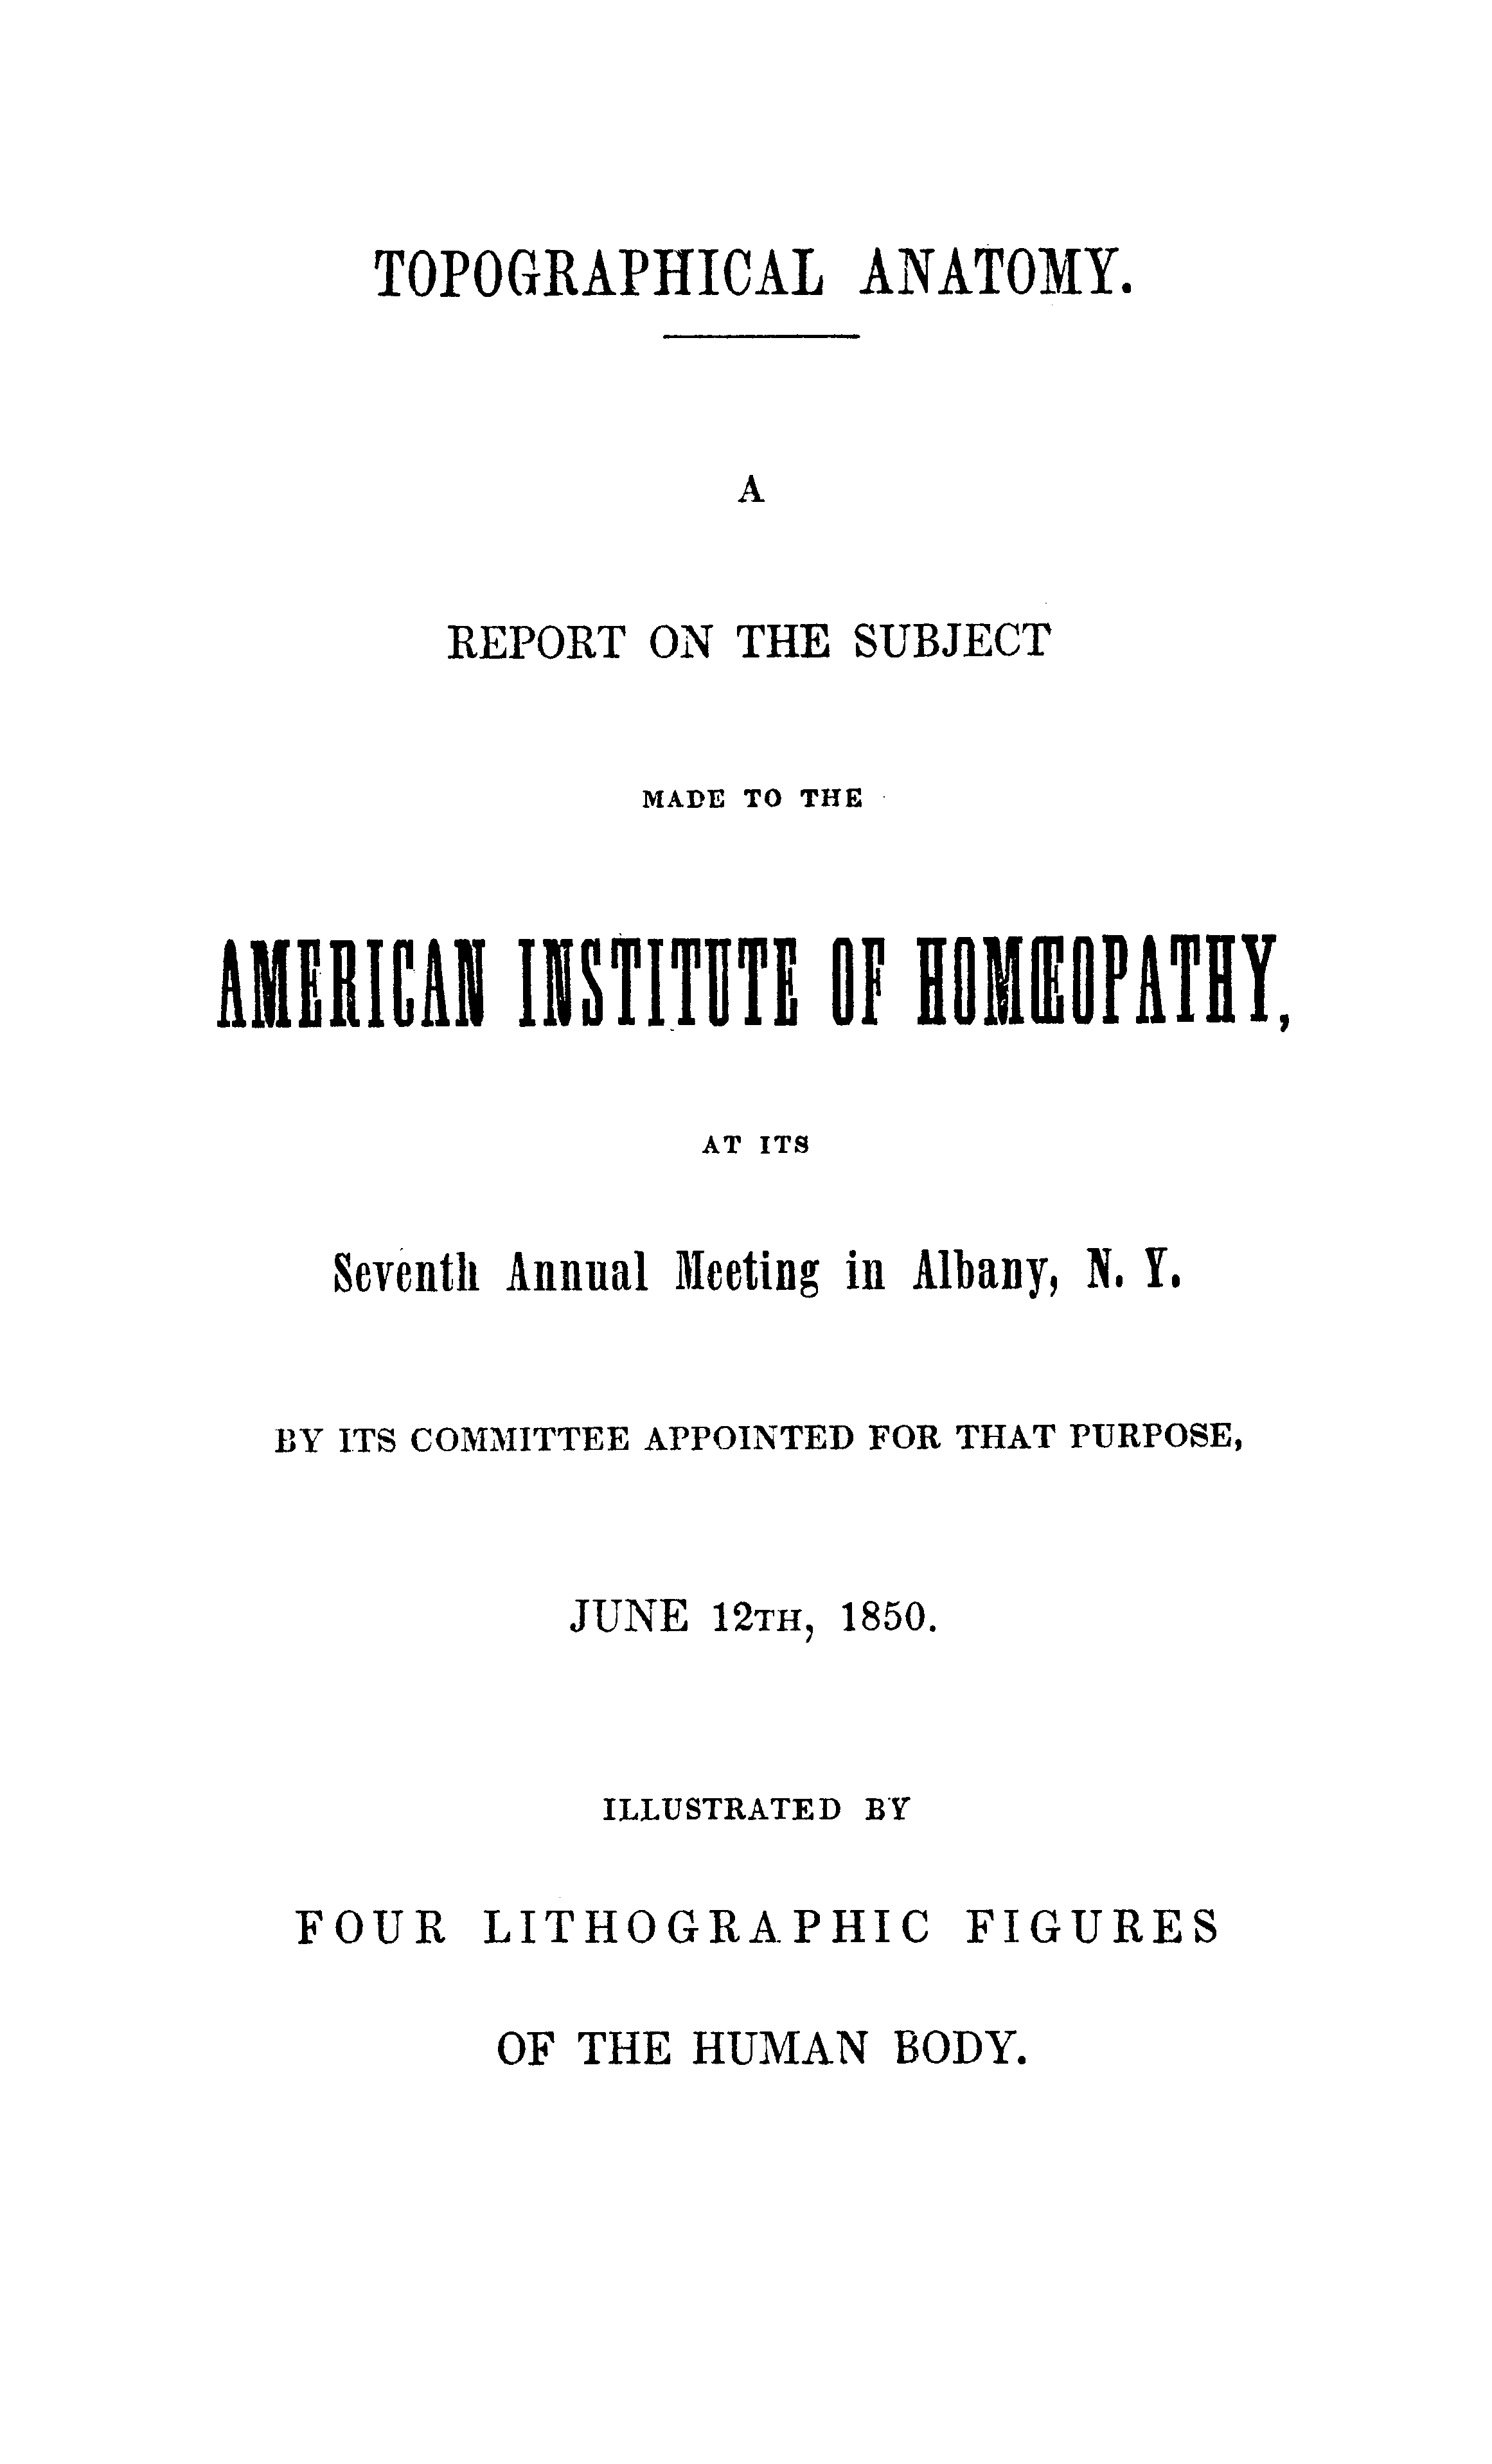 TOPOGRAPHICAL ANATOMY.
A
REPORT ON THE SUBJECT
MADE TO THE
AMERICAN INSTITUTE OF HOMŒOPATHY,
AT ITS
Seventh Annual Meeting in Albany, N. Y.
BY ITS COMMITTEE APPOINTED FOR THAT PURPOSE,
JUNE 12TH, 1850.
ILLUSTRATED BY
FOUR LITHOGRAPHIC FIGURES
OF THE HUMAN BODY.